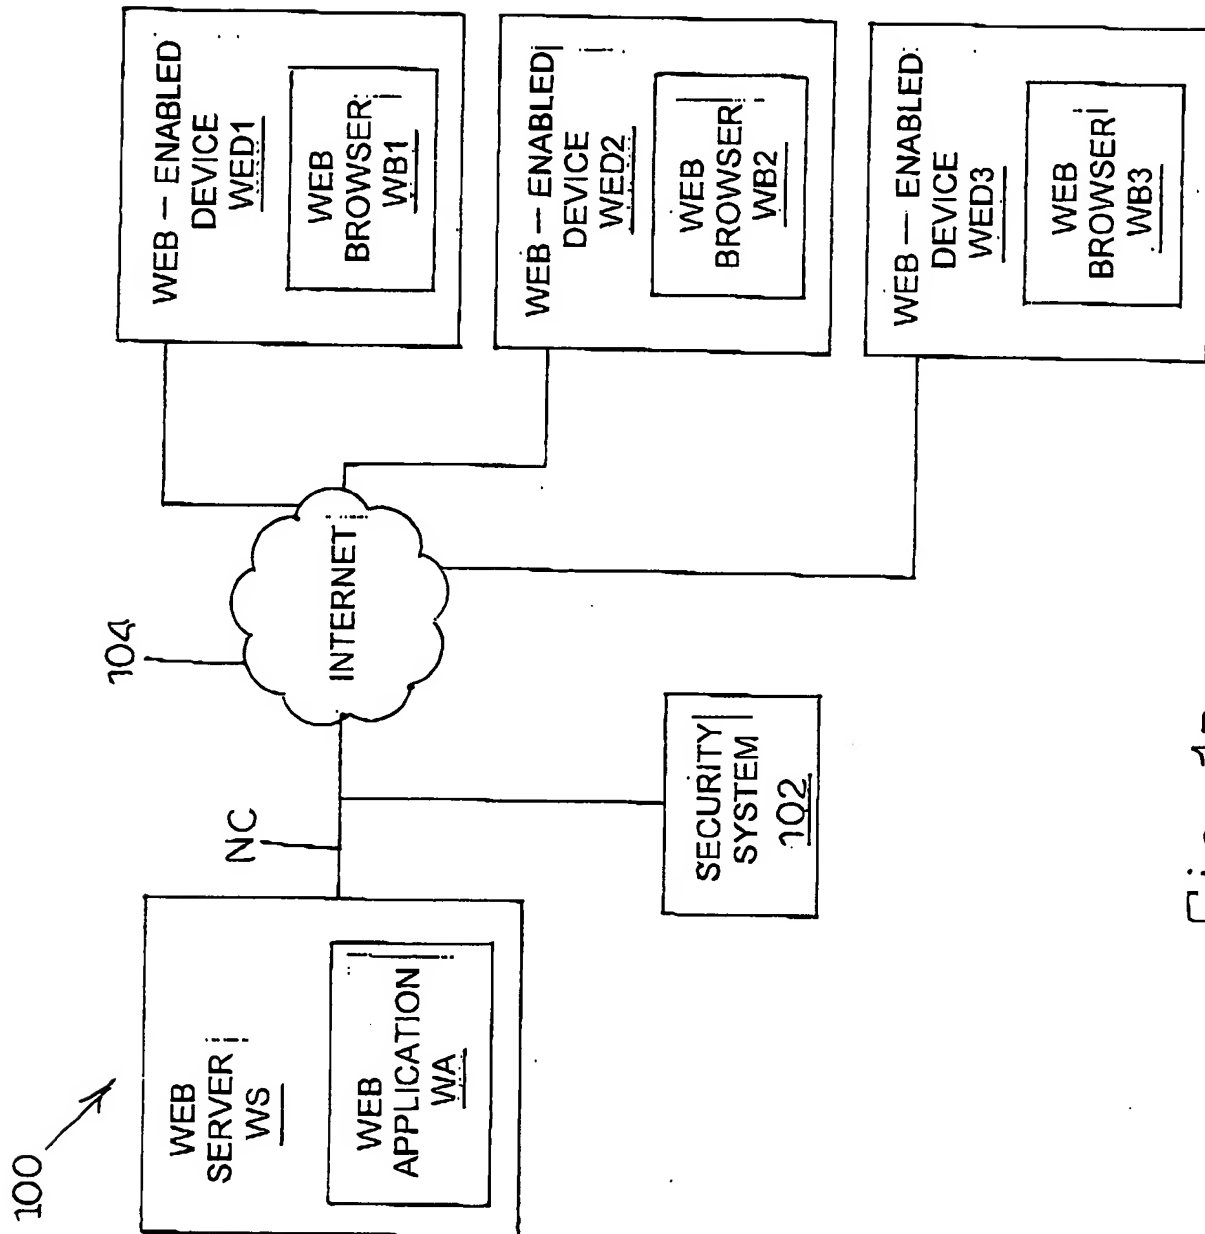 100
WEB
SERVER
WS
WEB
APPLICATION
WA
NC
104
INTERNET
SECURITY
SYSTEM
102
WEB — ENABLED
DEVICE
WED1
WEB
BROWSER
WB1
WEB — ENABLED
DEVICE
WED2
WEB
BROWSER
WB2
WEB — ENABLED
DEVICE
WED3
WEB
BROWSER
WB3